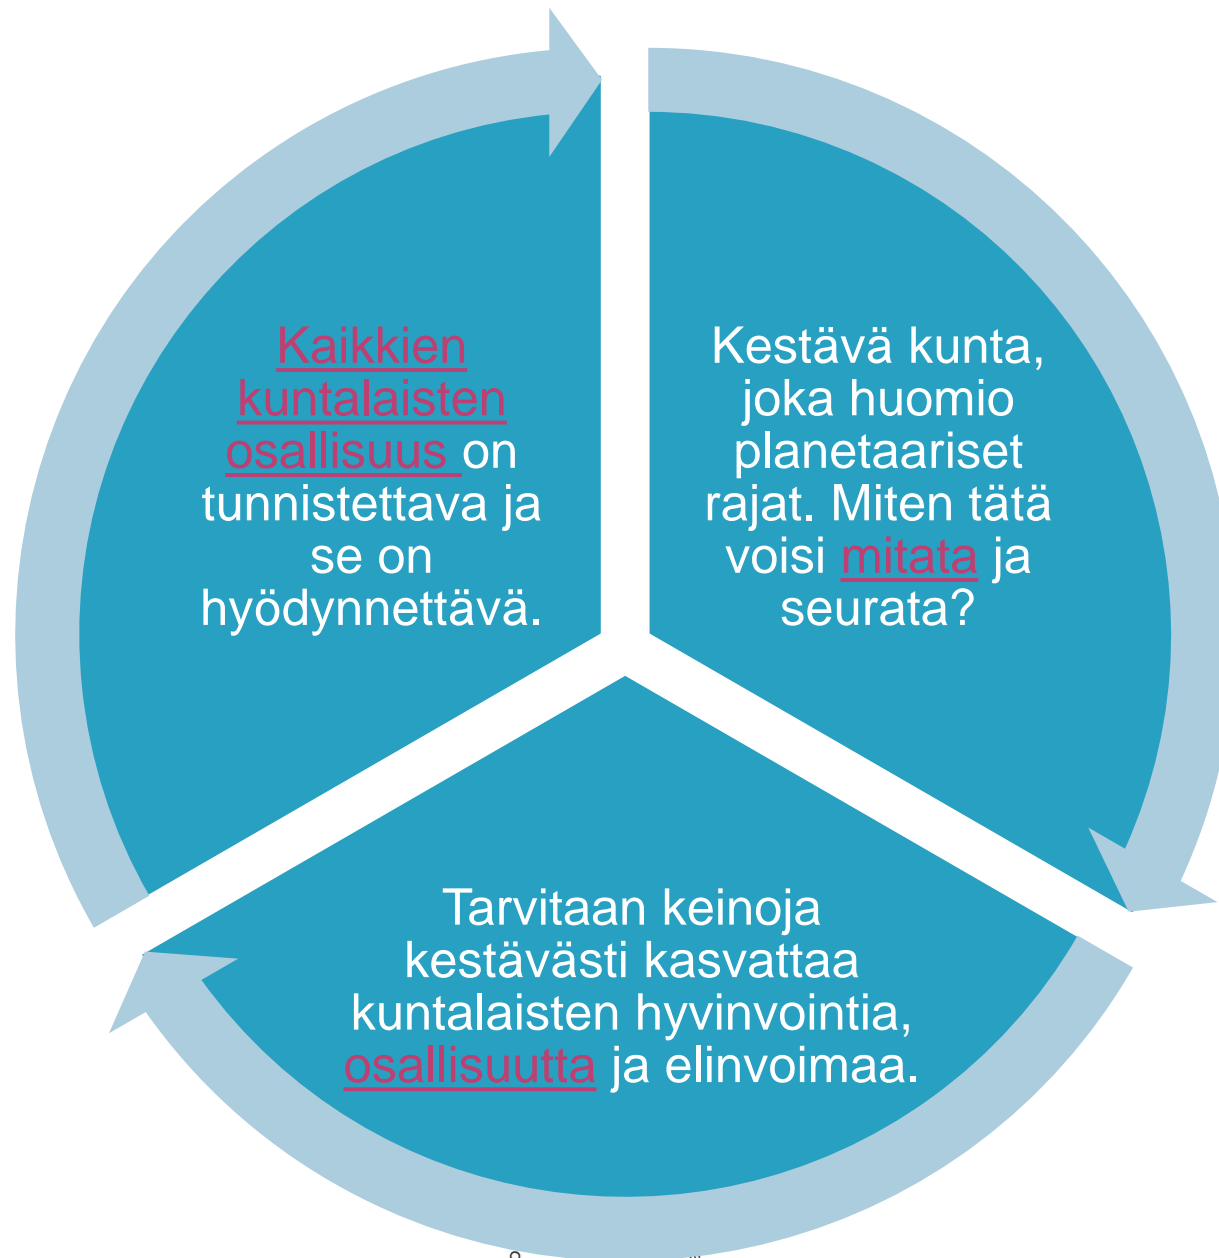 Kaikkien
kuntalaisten
osallisuus on
tunnistettava ja
se on
hyödynnettävä.
Kestävä kunta,
joka huomio
planetaariset
rajat. Miten tätä
voisi mitata ja
seurata?
Tarvitaan keinoja
kestävästi kasvattaa
kuntalaisten hyvinvointia,
osallisuutta ja elinvoimaa.